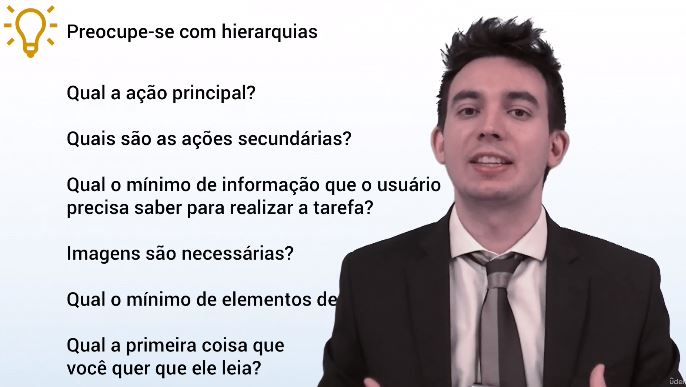 Preocupe-se com hierarquias
Qual a ação principal?
Quais são as ações secundárias?
Qual o mínimo de informação que o usuário
precisa saber para realizar a tarefa?
Imagens são necessárias?
Qual o mínimo de elementos de
Qual a primeira coisa que
você quer que ele leia?